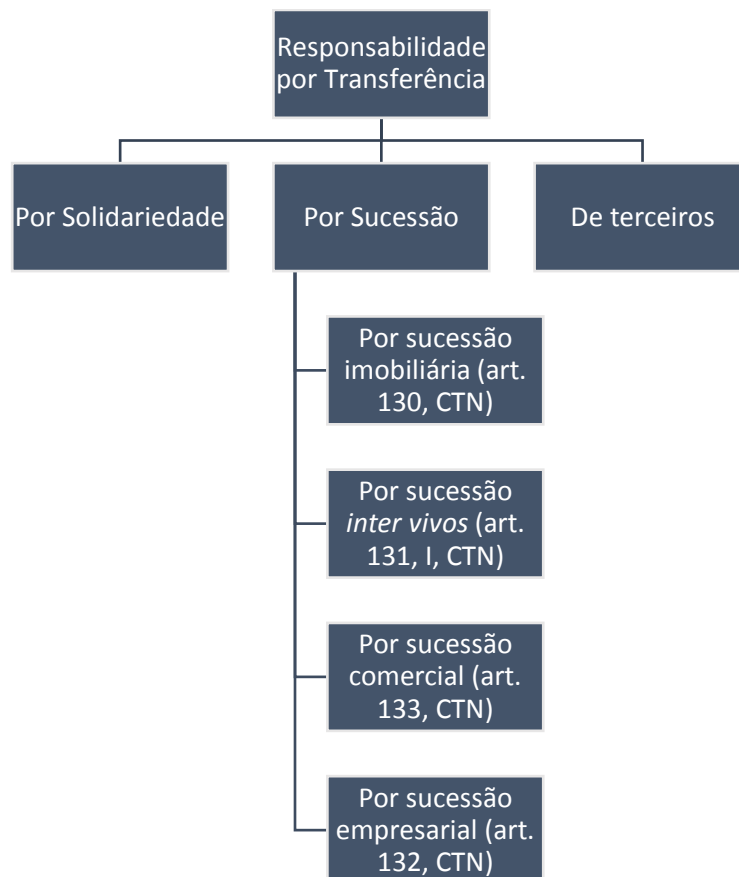 Responsabilidade
por Transferência
Por Solidariedade
Por Sucessão
De terceiros
Por sucessão
imobiliária (art.
130, CTN)
Por sucessão
inter vivos (art.
131, I, CTN)
Por sucessão
comercial (art.
133, CTN)
Por sucessão
empresarial (art.
132, CTN)